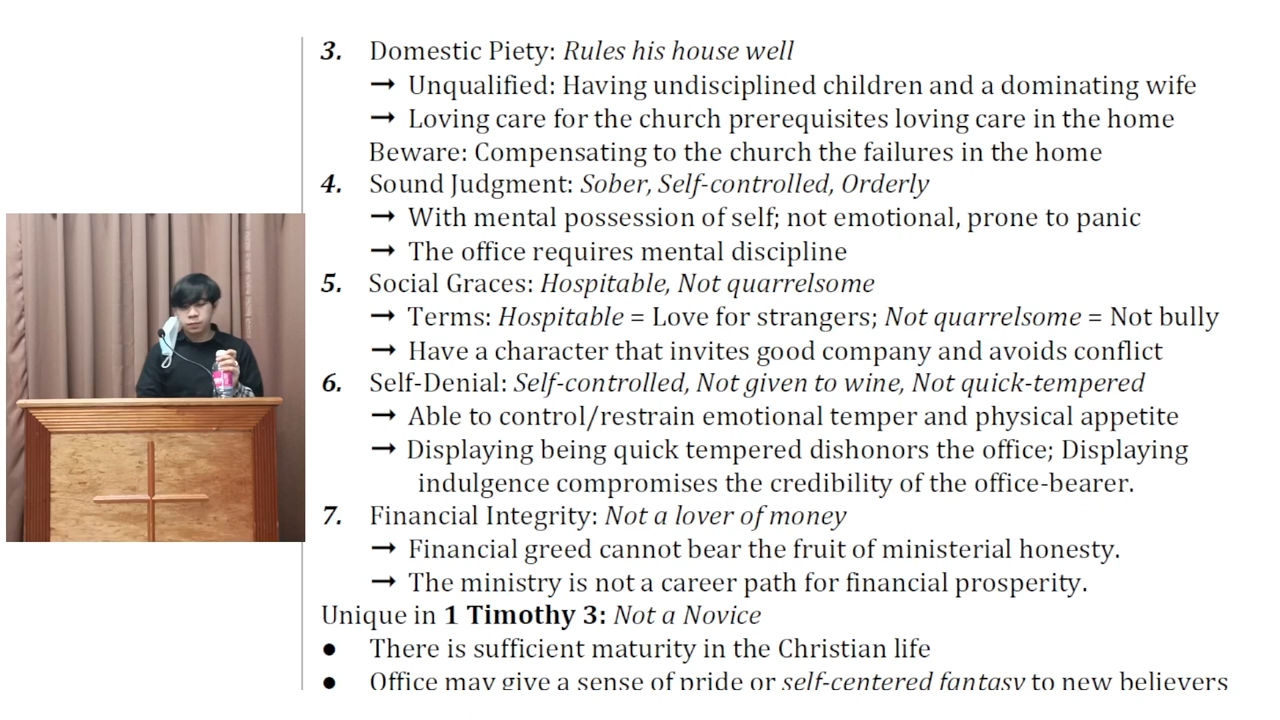 3. Domestic Piety: Rules his house well
→ Unqualified: Having undisciplined children and a dominating wife
→ Loving care for the church prerequisites loving care in the home
Beware: Compensating to the church the failures in the home
4. Sound Judgment: Sober, Self-controlled, Orderly
→ With mental possession of self; not emotional, prone to panic
→ The office requires mental discipline
5. Social Graces: Hospitable, Not quarrelsome
→ Terms: Hospitable = Love for strangers; Not quarrelsome = Not bully
→ Have a character that invites good company and avoids conflict
6. Self-Denial: Self-controlled, Not given to wine, Not quick-tempered
→ Able to control/restrain emotional temper and physical appetite
→ Displaying being quick tempered dishonors the office; Displaying
indulgence compromises the credibility of the office-bearer.
7. Financial Integrity: Not a lover of money
→ Financial greed cannot bear the fruit of ministerial honesty.
→ The ministry is not a career path for financial prosperity.
Unique in 1 Timothy 3: Not a Novice
● There is sufficient maturity in the Christian life
● Office may give a sense of pride or self-centered fantasy to new believers